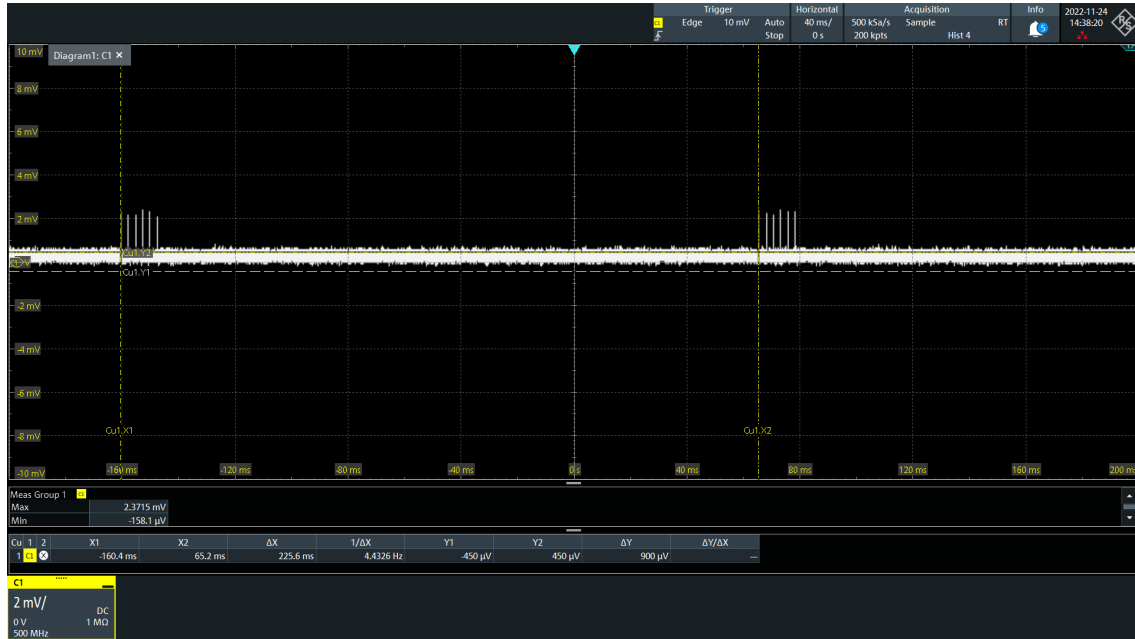 Trigger Horizontal Acquisition Info
C1 Edge 10 mV Auto 40 ms/ 500 kSa/s Sample RT 5 2022-11-24
Stop 0 s 200 kpts Hist 4 14:38:20
R&S
10 mV Diagram1: C1 ✕
8 mV
6 mV
4 mV
2 mV
Cu1.Y2
Cu1.Y1
-2 mV
-4 mV
-6 mV
-8 mV
Cu1.X1 Cu1.X2
-10 mV -160 ms -120 ms -80 ms -40 ms 0 s 40 ms 80 ms 120 ms 160 ms 200 ms
Meas Group 1 C1
Max 2.3715 mV
Min -158.1 µV
Cu 1 2 X1 X2 ΔX 1/ΔX Y1 Y2 ΔY ΔY/ΔX
1 C1 X -160.4 ms 65.2 ms 225.6 ms 4.4326 Hz -450 µV 450 µV 900 µV —
C1
2 mV/
DC
0 V 1 MΩ
500 MHz